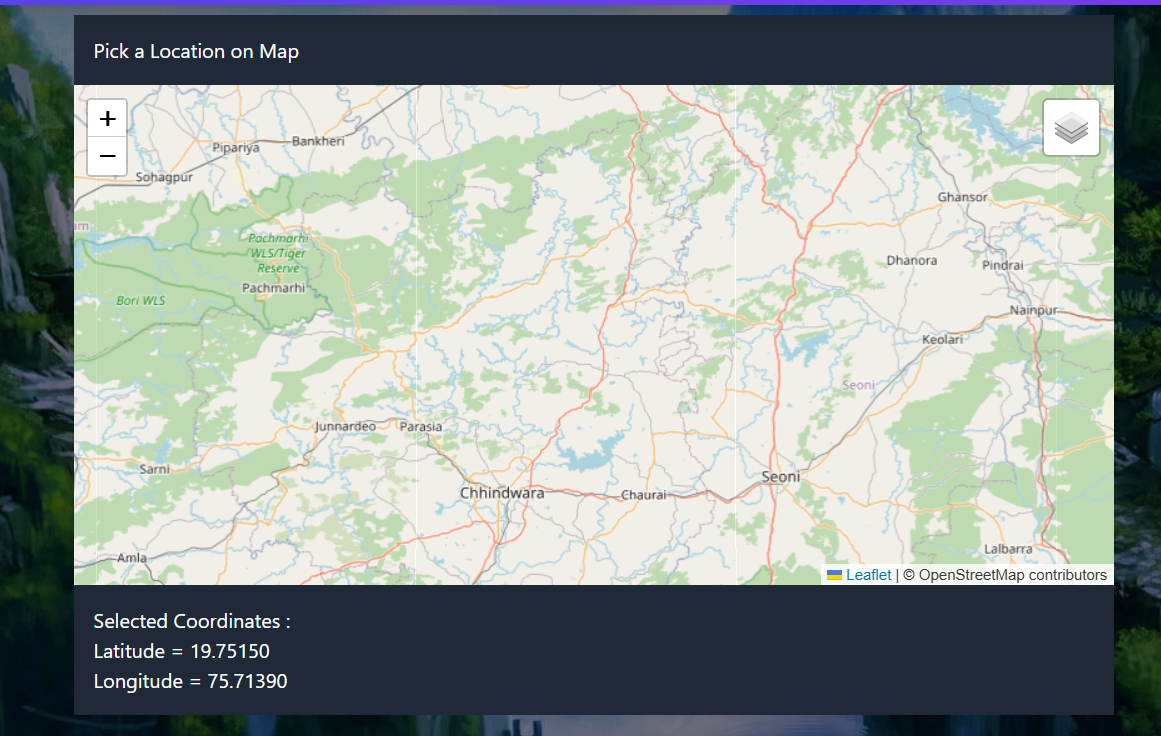 Pick a Location on Map
+
−
Bankheri
Pipariya
Sohagpur
Ghansor
am
Pachmarhi
WLS/Tiger
Reserve
Dhanora
Pindrai
Pachmarhi
Bori WLS
Nainpur
Keolari
Seoni
Junnardeo
Parasia
Sarni
Seoni
Chhindwara
Chaurai
Lalbarra
Amla
Leaflet | © OpenStreetMap contributors
Selected Coordinates :
Latitude = 19.75150
Longitude = 75.71390